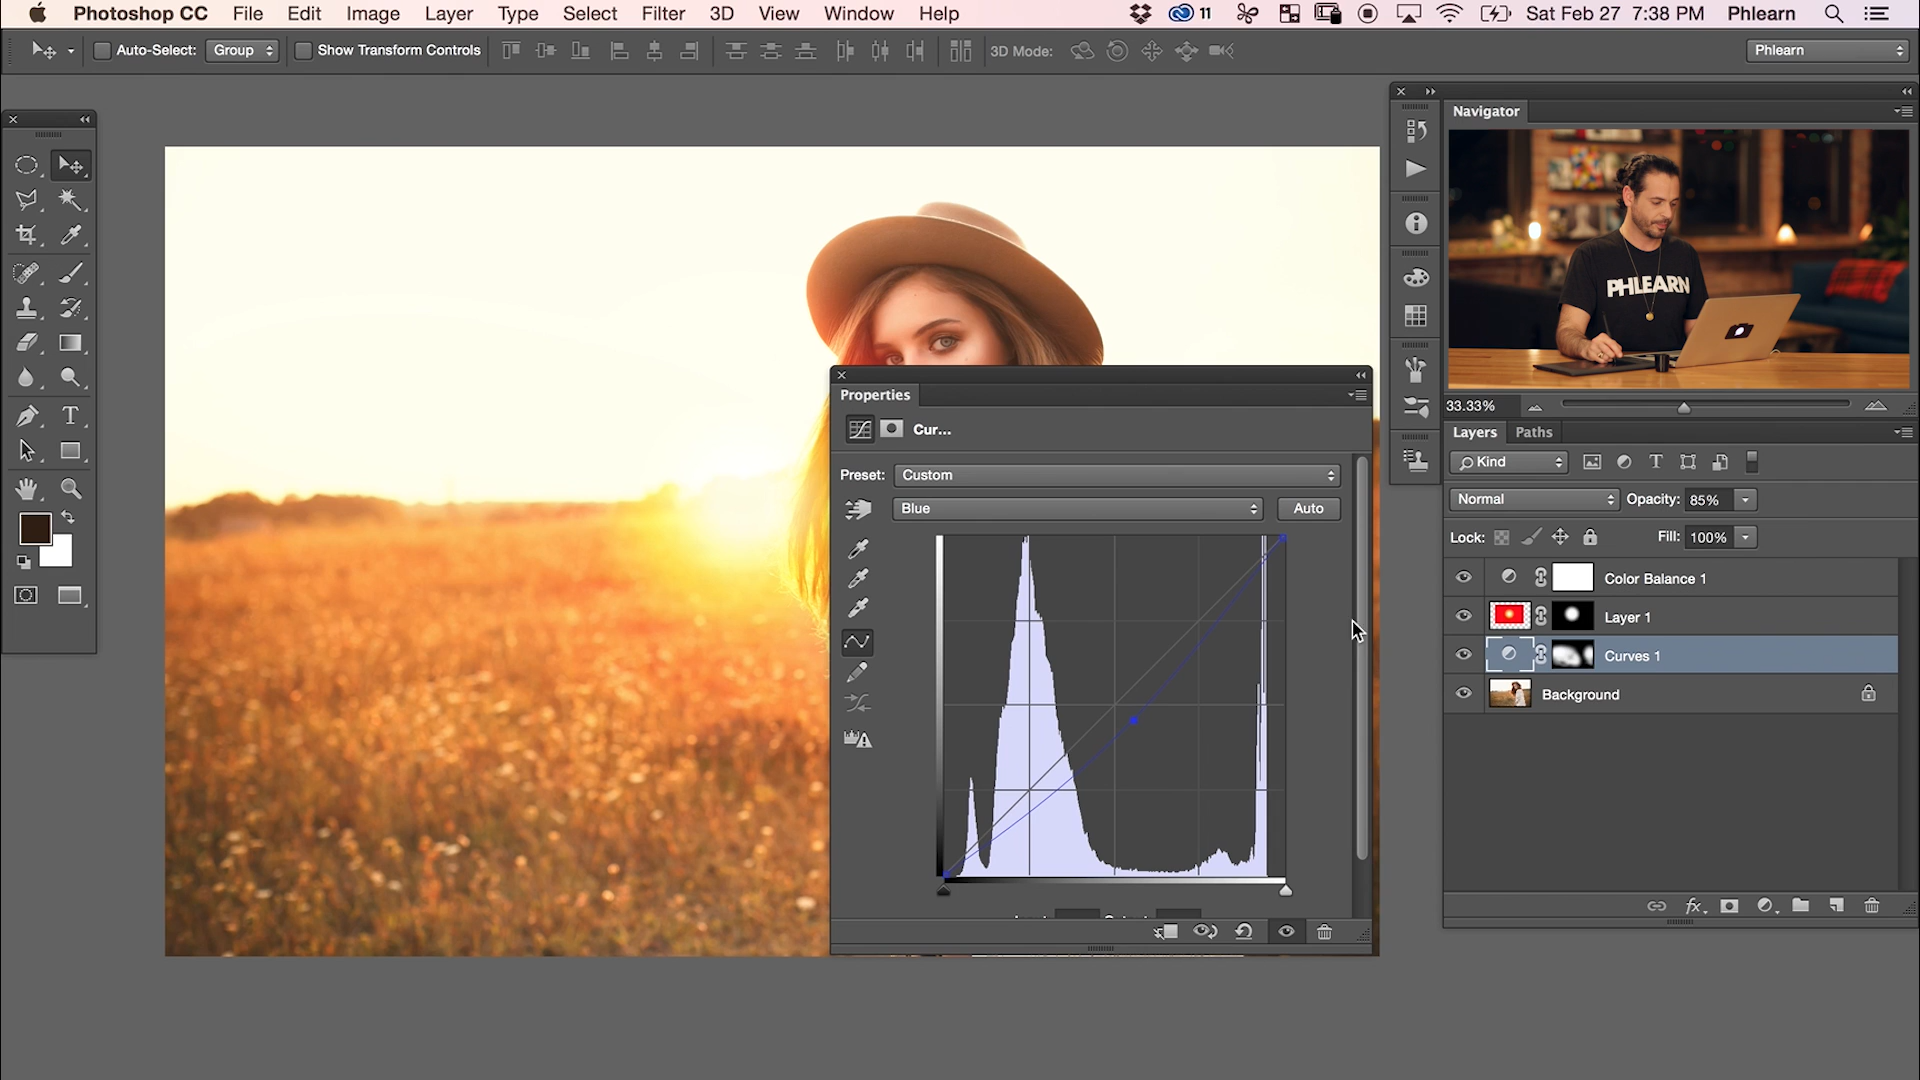 Photoshop CC File Edit Image Layer Type Select Filter 3D View Window Help 11 Sat Feb 27 7:38 PM Phlearn
Auto-Select: Group Show Transform Controls 3D Mode: Phlearn
Navigator
PHLEARN
33.33%
Properties
Cur...
Preset: Custom
Blue Auto
Layers Paths
Kind
Normal Opacity: 85%
Lock: Fill: 100%
Color Balance 1
Layer 1
Curves 1
Background
fx